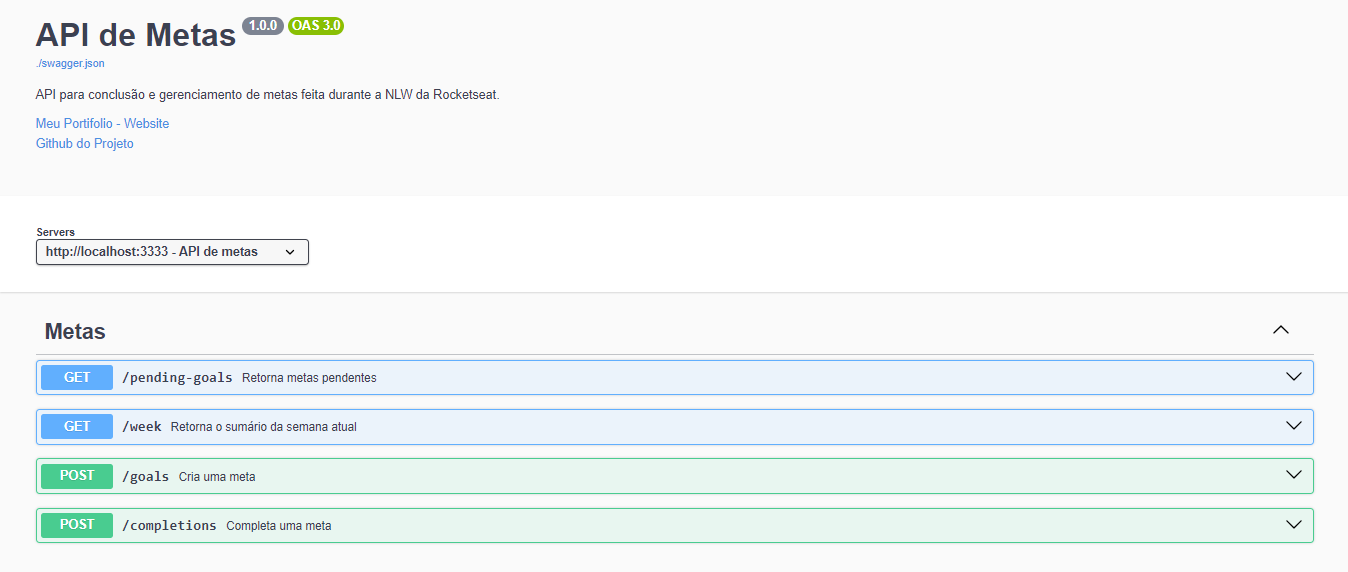 API de Metas 1.0.0 OAS 3.0
./swagger.json
API para conclusão e gerenciamento de metas feita durante a NLW da Rocketseat.
Meu Portifolio - Website
Github do Projeto
Servers
http://localhost:3333 - API de metas
Metas
GET /pending-goals Retorna metas pendentes
GET /week Retorna o sumário da semana atual
POST /goals Cria uma meta
POST /completions Completa uma meta